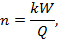 n = kW/Q,